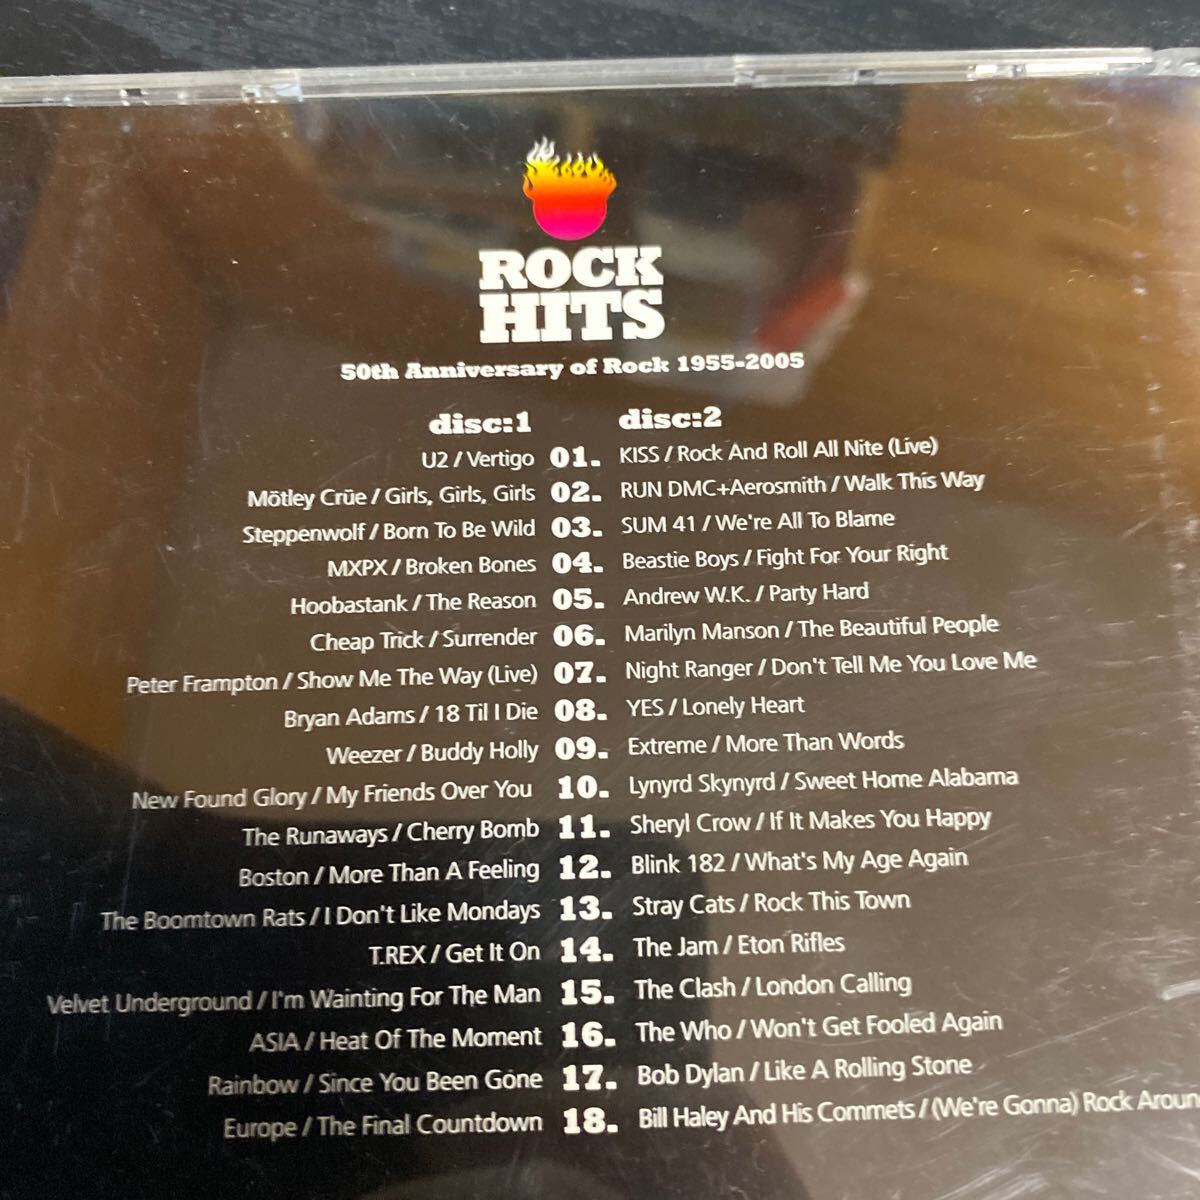 ROCK
HITS
50th Anniversary of Rock 1955-2005
disc:1 disc:2
U2 / Vertigo 01. KISS / Rock And Roll All Nite (Live)
Mötley Crüe / Girls, Girls, Girls 02. RUN DMC+Aerosmith / Walk This Way
Steppenwolf / Born To Be Wild 03. SUM 41 / We're All To Blame
MXPX / Broken Bones 04. Beastie Boys / Fight For Your Right
Hoobastank / The Reason 05. Andrew W.K. / Party Hard
Cheap Trick / Surrender 06. Marilyn Manson / The Beautiful People
Peter Frampton / Show Me The Way (Live) 07. Night Ranger / Don't Tell Me You Love Me
Bryan Adams / 18 Til I Die 08. YES / Lonely Heart
Weezer / Buddy Holly 09. Extreme / More Than Words
New Found Glory / My Friends Over You 10. Lynyrd Skynyrd / Sweet Home Alabama
The Runaways / Cherry Bomb 11. Sheryl Crow / If It Makes You Happy
Boston / More Than A Feeling 12. Blink 182 / What's My Age Again
The Boomtown Rats / I Don't Like Mondays 13. Stray Cats / Rock This Town
T.REX / Get It On 14. The Jam / Eton Rifles
Velvet Underground / I'm Wainting For The Man 15. The Clash / London Calling
ASIA / Heat Of The Moment 16. The Who / Won't Get Fooled Again
Rainbow / Since You Been Gone 17. Bob Dylan / Like A Rolling Stone
Europe / The Final Countdown 18. Bill Haley And His Commets / (We're Gonna) Rock Aroun